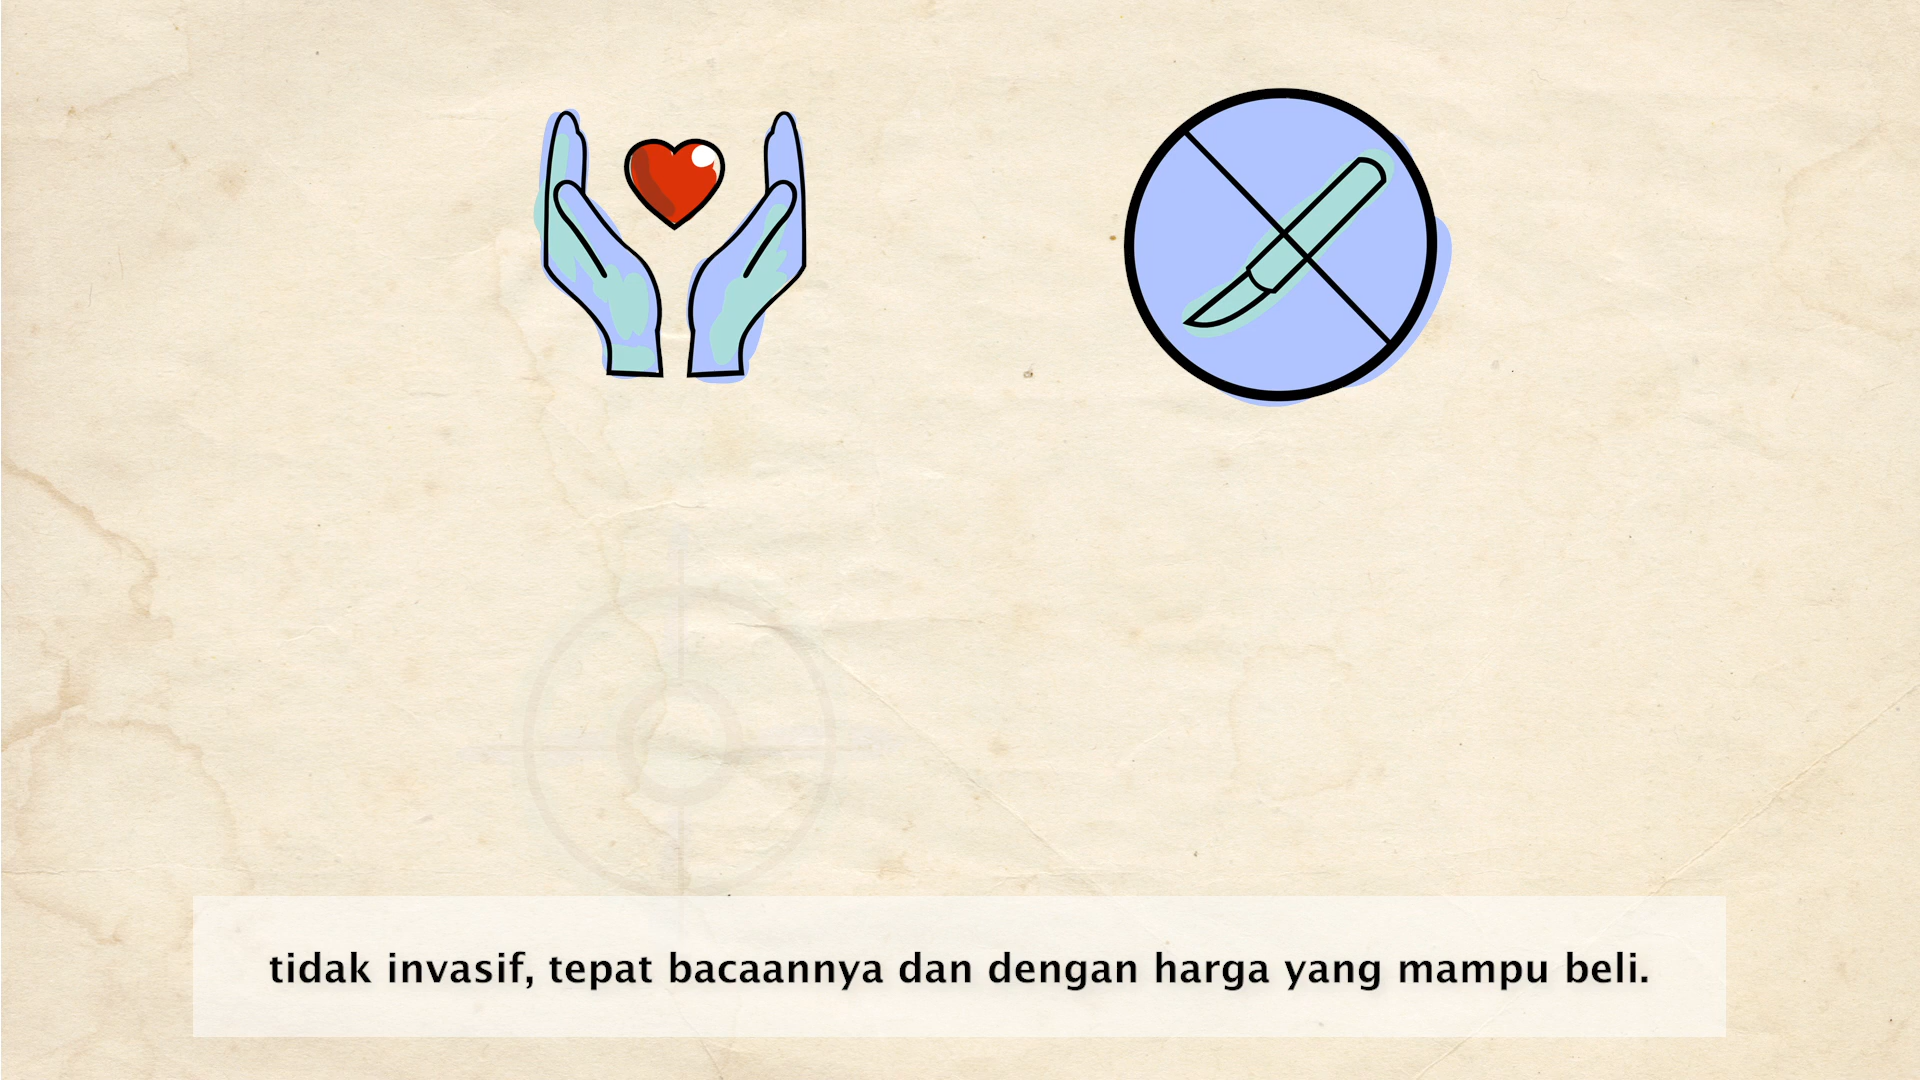 tidak invasif, tepat bacaannya dan dengan harga yang mampu beli.